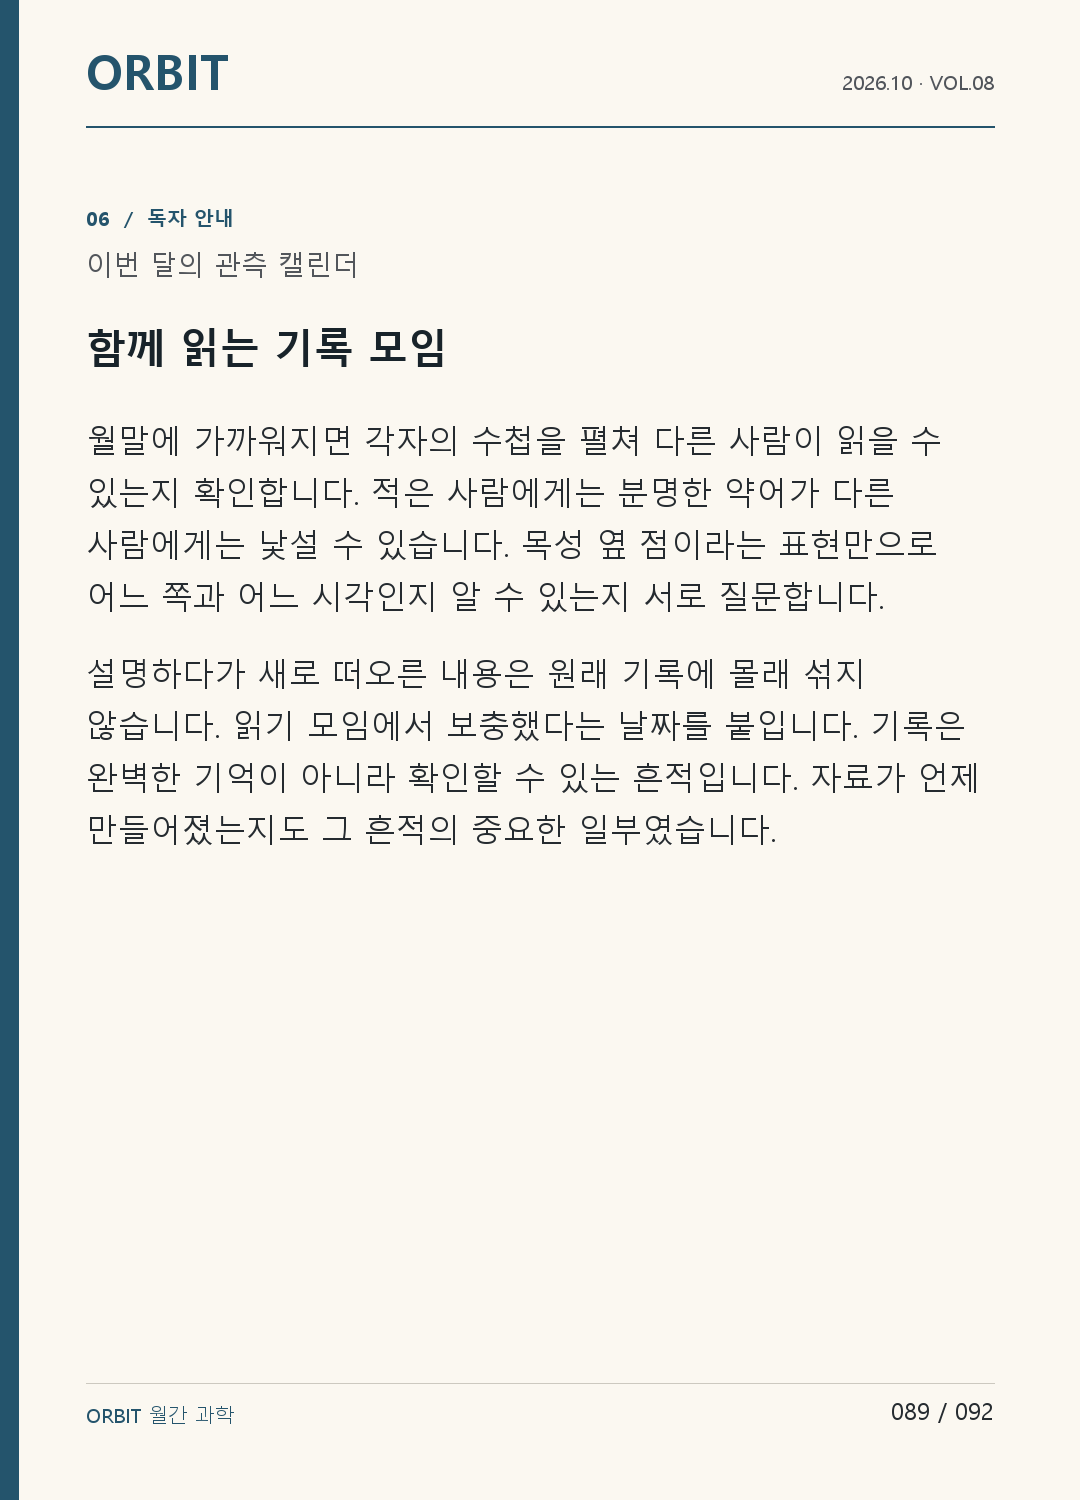 ORBIT
2026.10 · VOL.08
06 / 독자 안내
이번 달의 관측 캘린더
함께 읽는 기록 모임
월말에 가까워지면 각자의 수첩을 펼쳐 다른 사람이 읽을 수
있는지 확인합니다. 적은 사람에게는 분명한 약어가 다른
사람에게는 낯설 수 있습니다. 목성 옆 점이라는 표현만으로
어느 쪽과 어느 시각인지 알 수 있는지 서로 질문합니다.
설명하다가 새로 떠오른 내용은 원래 기록에 몰래 섞지
않습니다. 읽기 모임에서 보충했다는 날짜를 붙입니다. 기록은
완벽한 기억이 아니라 확인할 수 있는 흔적입니다. 자료가 언제
만들어졌는지도 그 흔적의 중요한 일부였습니다.
ORBIT 월간 과학
089 / 092